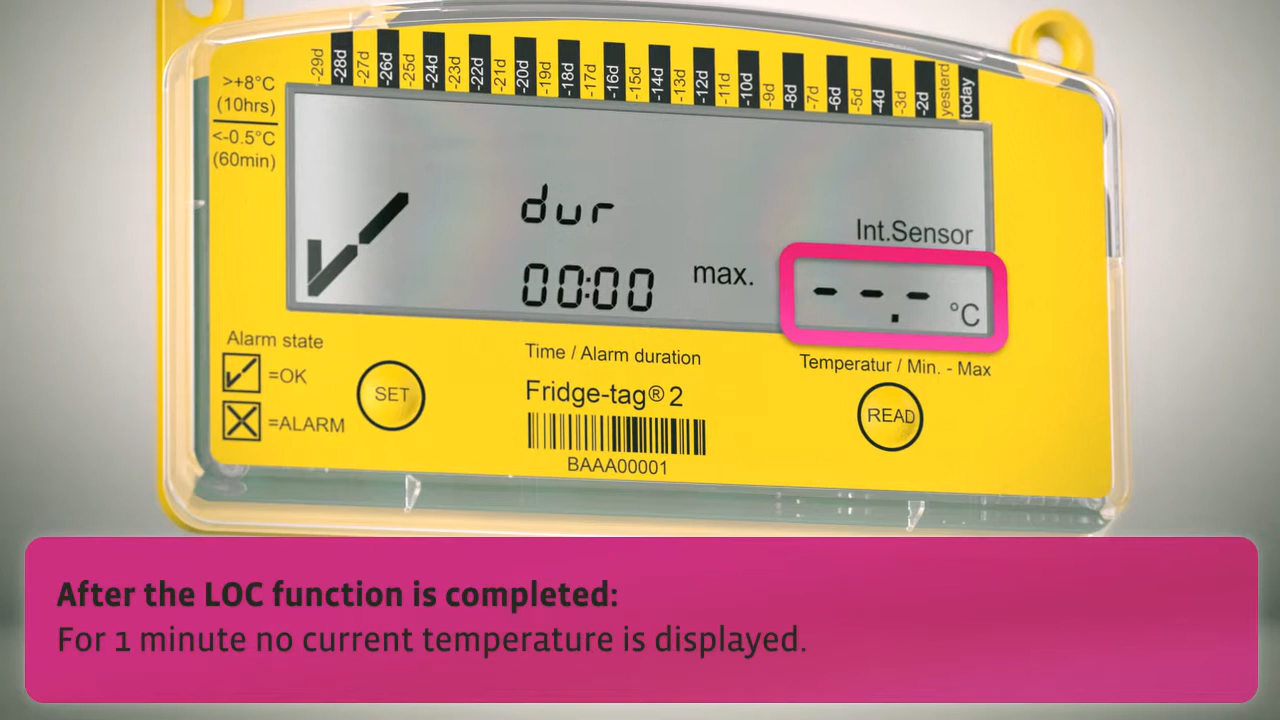 -29d
-28d
-27d
-26d
-25d
-24d
-23d
-22d
-21d
-20d
-19d
-18d
-17d
-16d
-15d
-14d
-13d
-12d
-11d
-10d
-9d
-8d
-7d
-6d
-5d
-4d
-3d
-2d
yesterd
today
>+8°C
(10hrs)
<-0.5°C
(60min)
dur
Int.Sensor
00:00 max. - - .- °C
Alarm state
=OK
=ALARM
SET
Time / Alarm duration
Fridge-tag® 2
BAAA00001
Temperatur / Min. - Max
READ
After the LOC function is completed:
For 1 minute no current temperature is displayed.